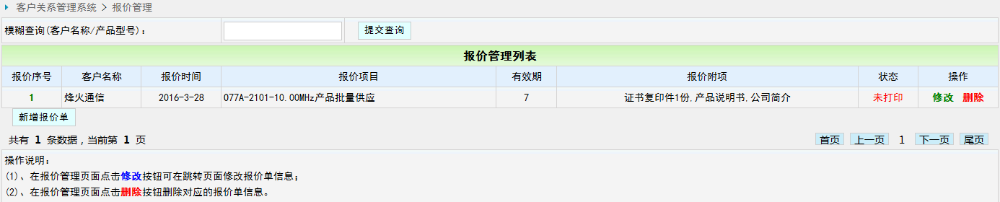 客户关系管理系统 > 报价管理
模糊查询(客户名称/产品型号): 提交查询
报价管理列表
报价序号 客户名称 报价时间 报价项目 有效期 报价附项 状态 操作
1 烽火通信 2016-3-28 077A-2101-10.00MHz产品批量供应 7 证书复印件1份,产品说明书,公司简介 未打印 修改 删除
新增报价单
共有 1 条数据，当前第 1 页 首页 上一页 1 下一页 尾页
操作说明:
(1)、在报价管理页面点击修改按钮可在跳转页面修改报价单信息;
(2)、在报价管理页面点击删除按钮删除对应的报价单信息。